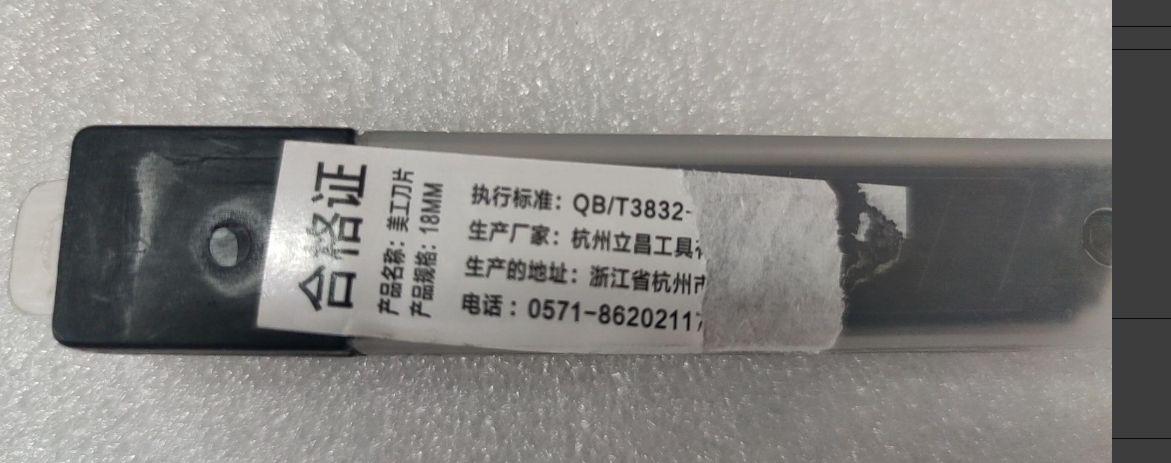 合格证
产品名称：美工刀片
产品规格：18MM
执行标准：QB/T3832-
生产厂家：杭州立昌工具
生产的地址：浙江省杭州市
电话：0571-86202117